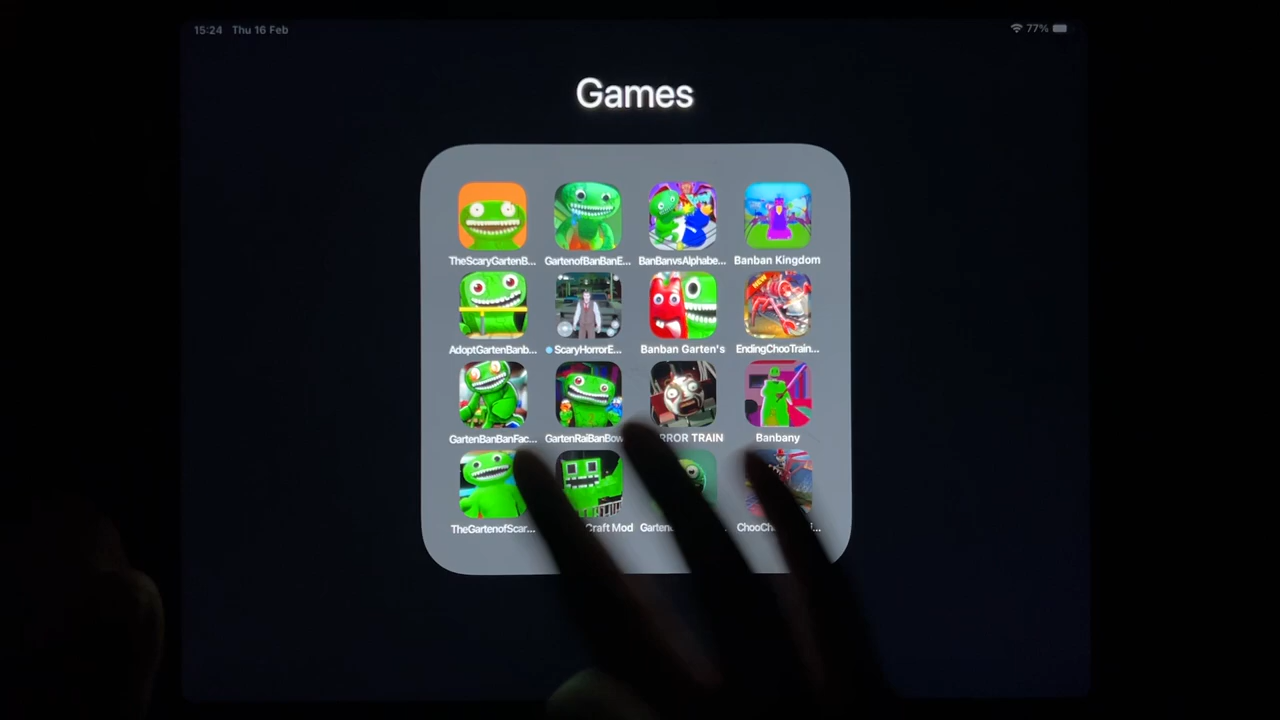 15:24 Thu 16 Feb
77%
Games
TheScaryGartenB... GartenofBanBanE... BanBanvsAlphabe... Banban Kingdom
NEW
AdoptGartenBanb... ScaryHorrorE... Banban Garten's EndingChooTrain...
GartenBanBanFac... GartenRaiBanBow RROR TRAIN Banbany
TheGartenofScar... Craft Mod Garten ChooCh